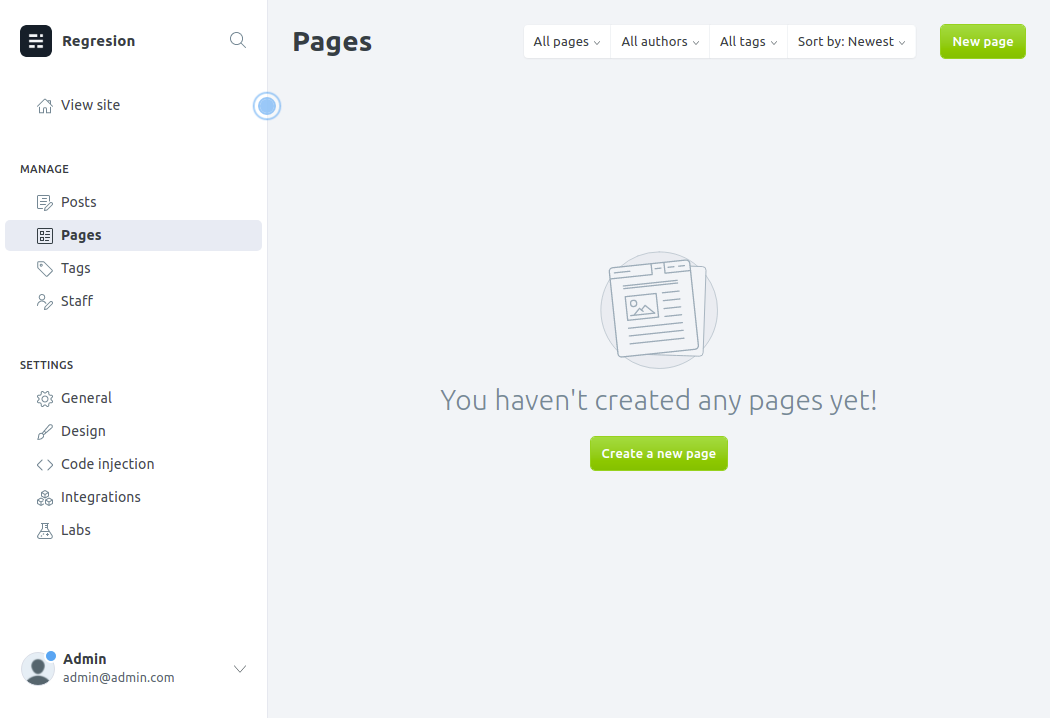 Regresion
View site
MANAGE
Posts
Pages
Tags
Staff
SETTINGS
General
Design
Code injection
Integrations
Labs
Admin
admin@admin.com
Pages
All pages All authors All tags Sort by: Newest
New page
You haven't created any pages yet!
Create a new page